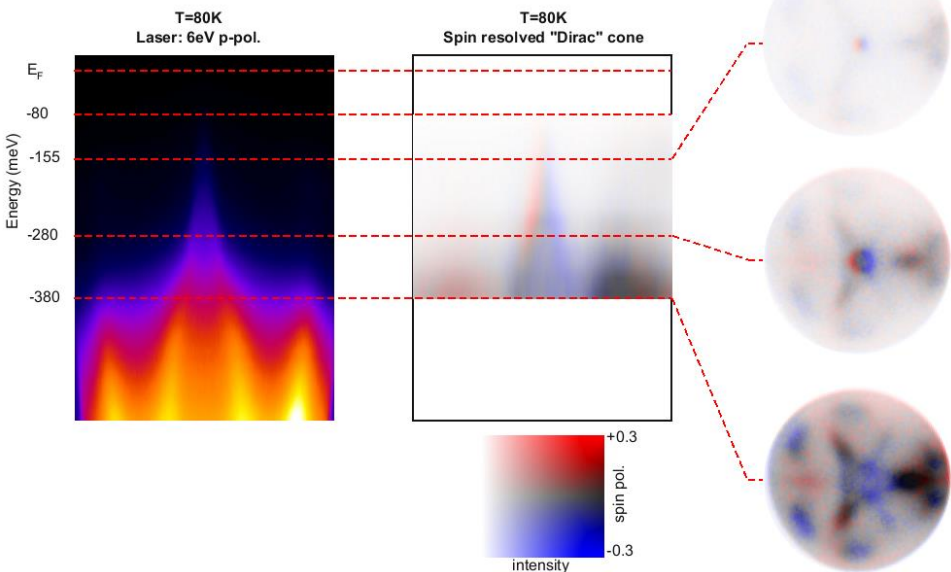 T=80K
Laser: 6eV p-pol.
T=80K
Spin resolved "Dirac" cone
EF
-80
-155
-280
-380
Energy (meV)
+0.3
spin pol.
-0.3
intensity